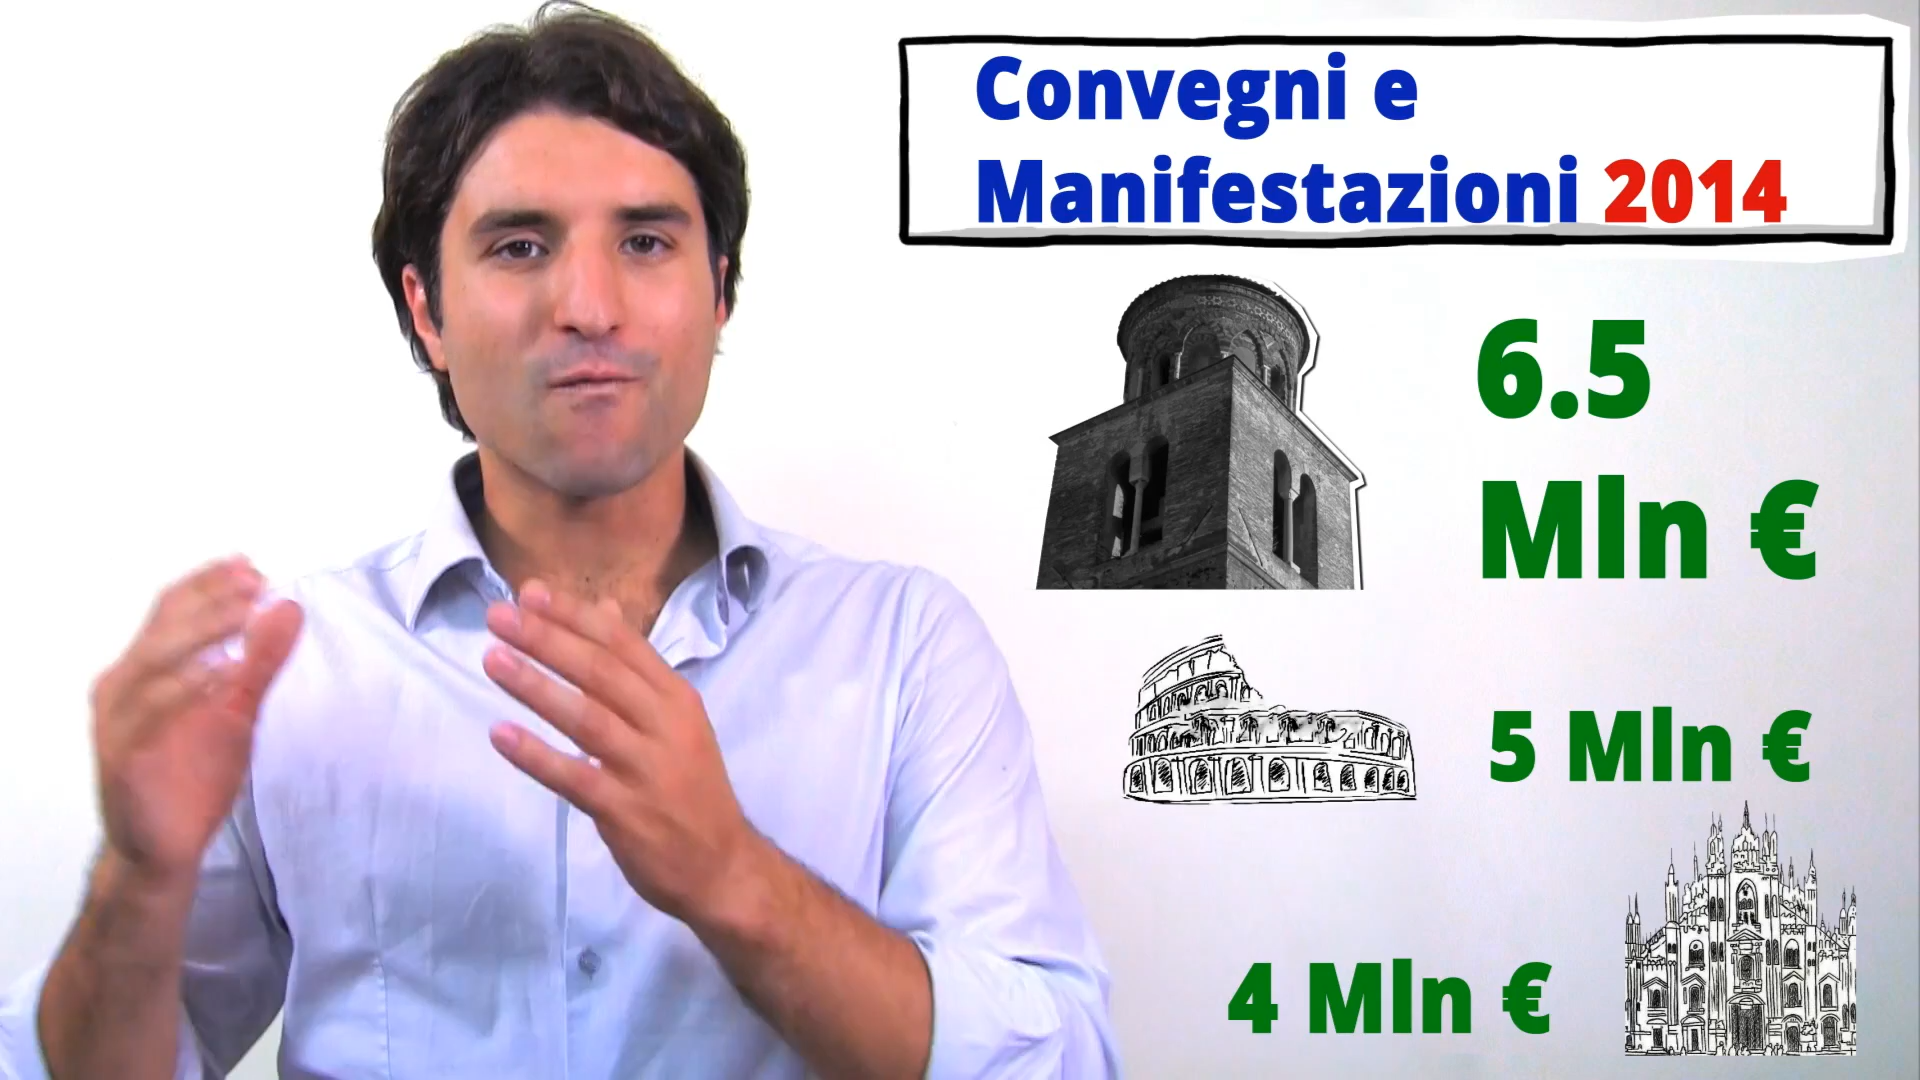 Convegni e
Manifestazioni 2014
6.5
Mln €
5 Mln €
4 Mln €